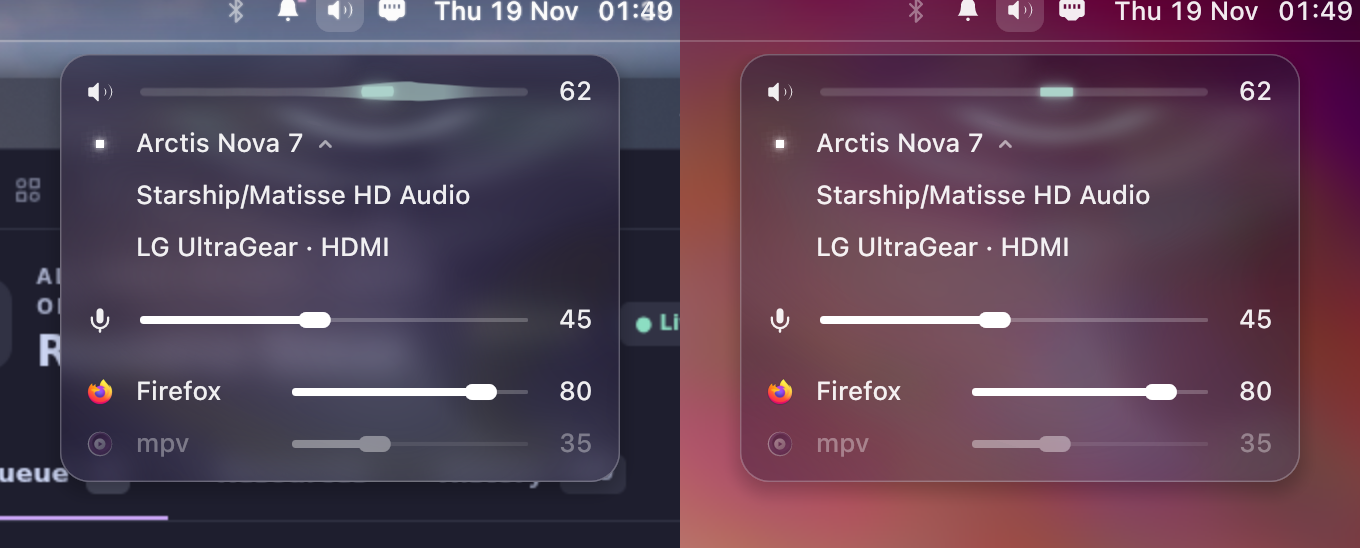 Thu 19 Nov 01:49
62
Arctis Nova 7
Starship/Matisse HD Audio
LG UltraGear · HDMI
45
Firefox 80
mpv 35
Thu 19 Nov 01:49
62
Arctis Nova 7
Starship/Matisse HD Audio
LG UltraGear · HDMI
45
Firefox 80
mpv 35